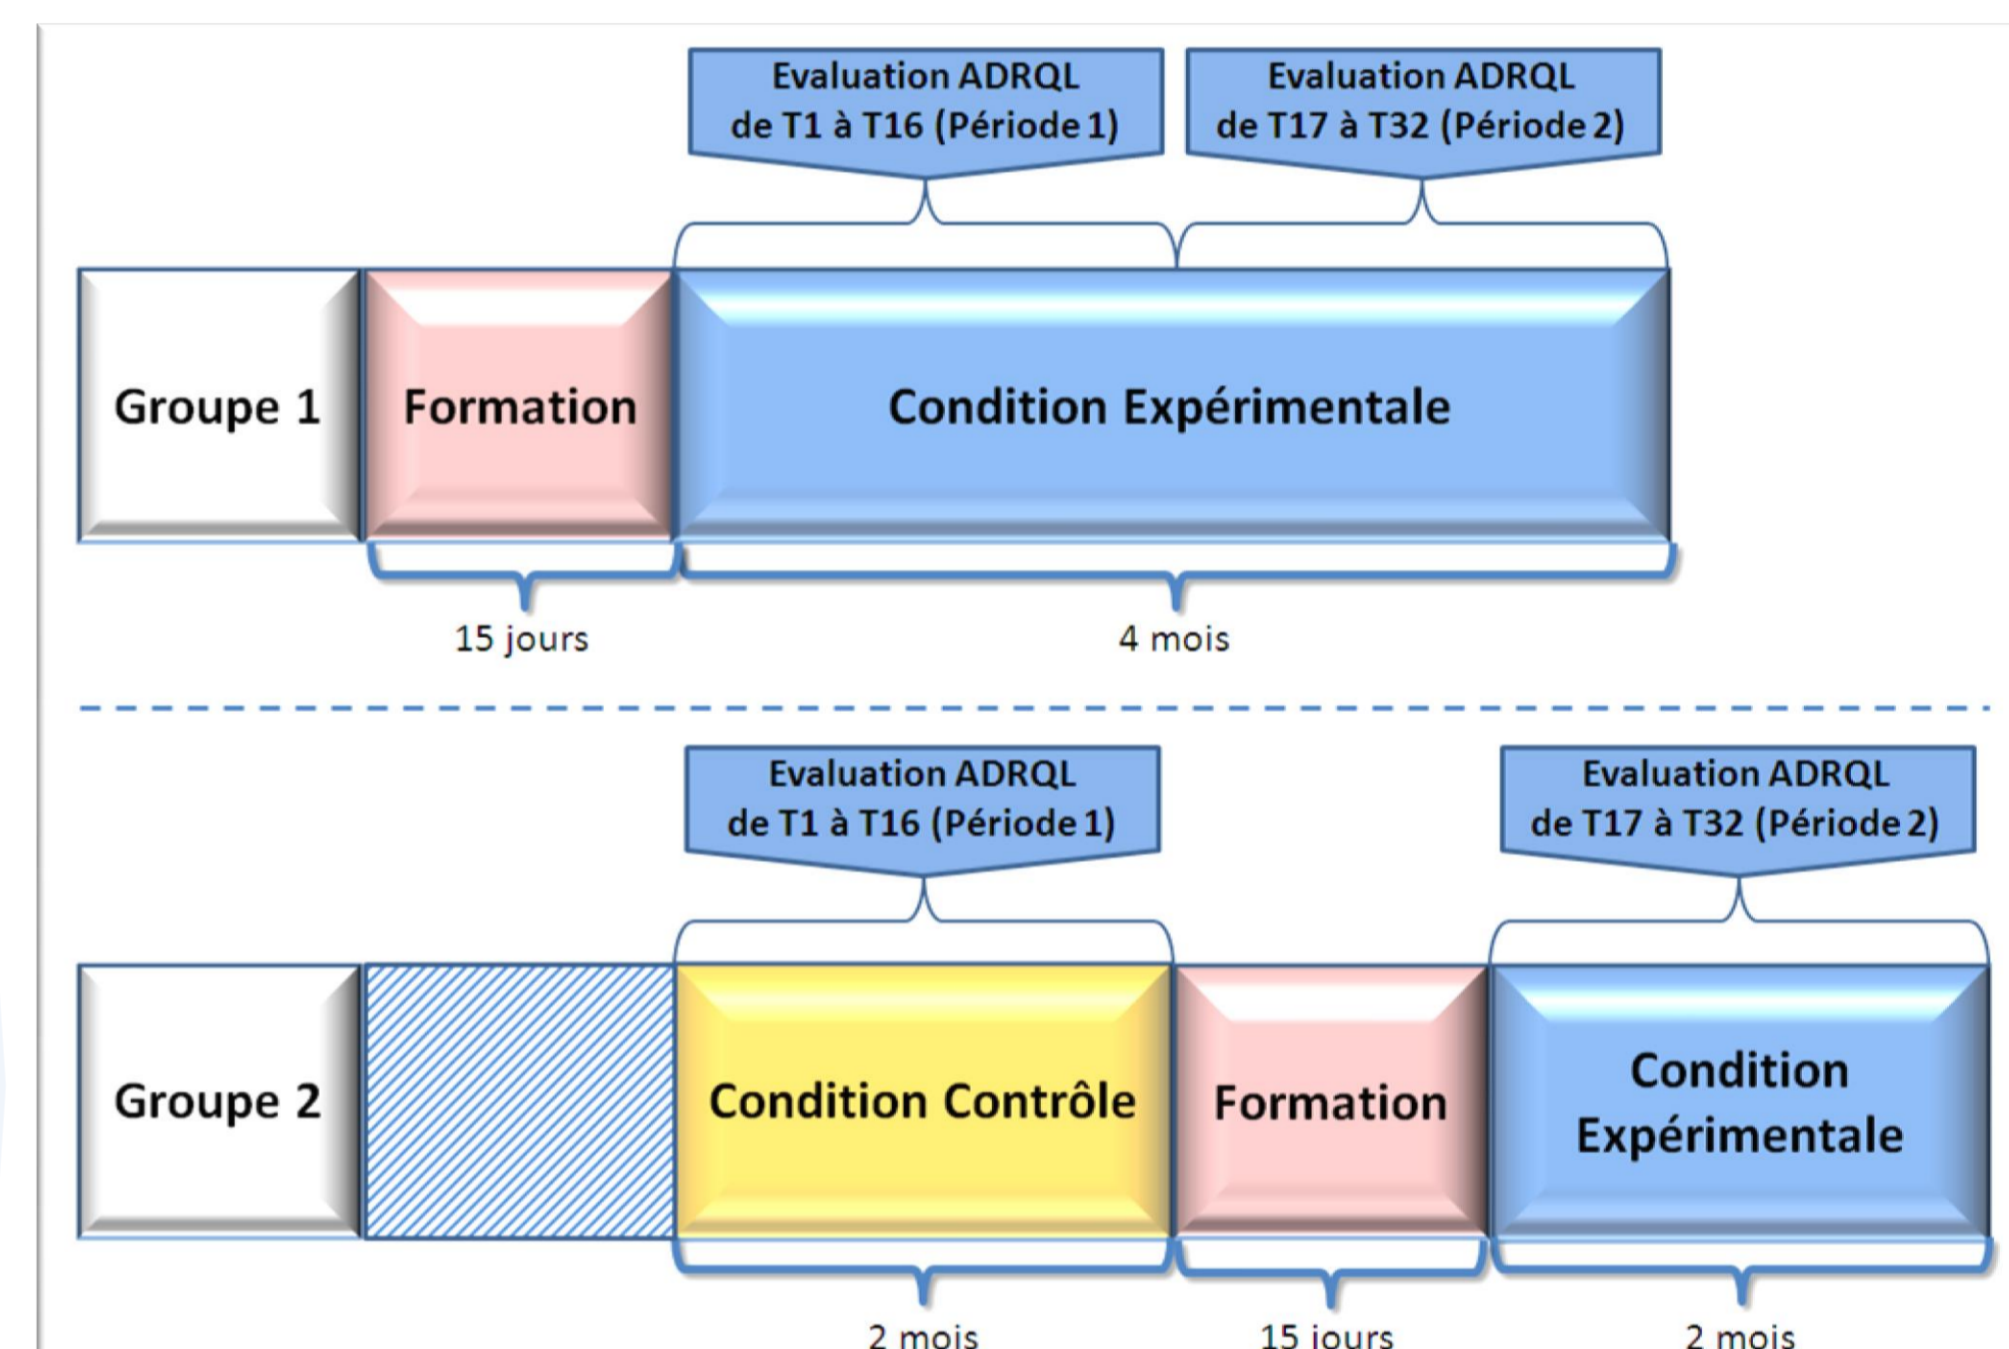 Evaluation ADRQL
de T1 à T16 (Période 1)
Evaluation ADRQL
de T17 à T32 (Période 2)
Groupe 1
Formation
Condition Expérimentale
15 jours
4 mois
Evaluation ADRQL
de T1 à T16 (Période 1)
Evaluation ADRQL
de T17 à T32 (Période 2)
Groupe 2
Condition Contrôle
Formation
Condition
Expérimentale
2 mois
15 jours
2 mois